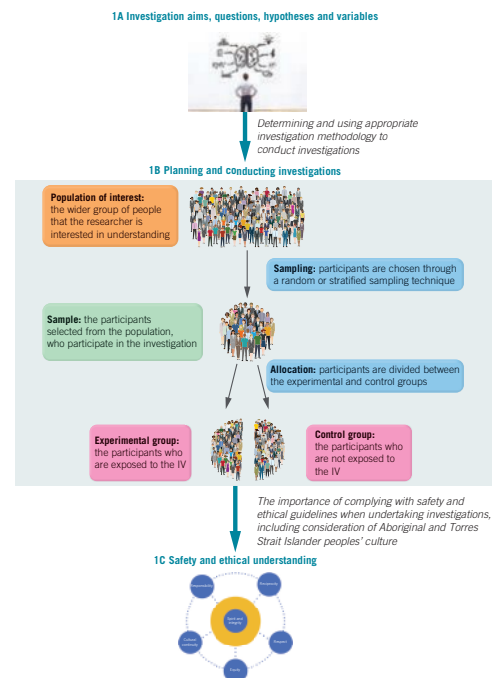 1A Investigation aims, questions, hypotheses and variables
Determining and using appropriate
investigation methodology to
conduct investigations
1B Planning and conducting investigations
Population of interest:
the wider group of people
that the researcher is
interested in understanding
Sampling: participants are chosen through
a random or stratified sampling technique
Sample: the participants
selected from the population,
who participate in the investigation
Allocation: participants are divided between
the experimental and control groups
Experimental group:
the participants who
are exposed to the IV
Control group:
the participants who
are not exposed to
the IV
The importance of complying with safety and
ethical guidelines when undertaking investigations,
including consideration of Aboriginal and Torres
Strait Islander peoples’ culture
1C Safety and ethical understanding
Responsibility
Reciprocity
Spirit and
integrity
Cultural
continuity
Respect
Equity